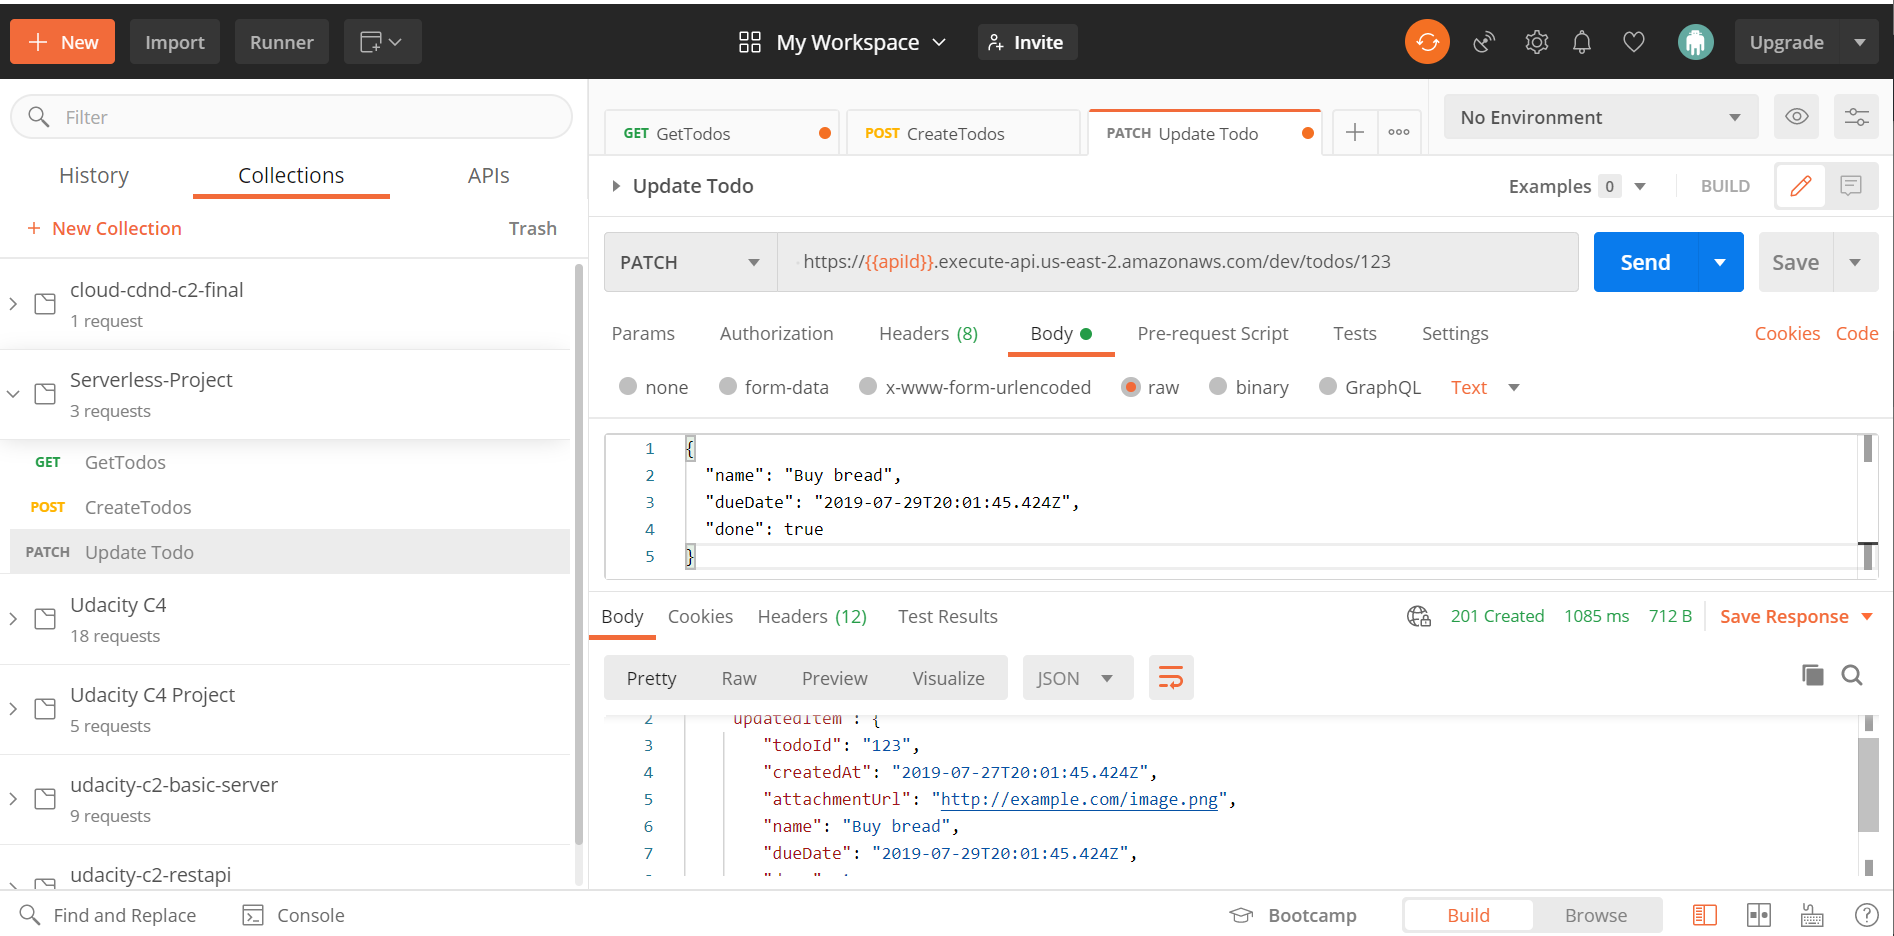 New
Import
Runner
My Workspace
Invite
Upgrade
Filter
History
Collections
APIs
New Collection
Trash
cloud-cdnd-c2-final
1 request
Serverless-Project
3 requests
GET GetTodos
POST CreateTodos
PATCH Update Todo
Udacity C4
18 requests
Udacity C4 Project
5 requests
udacity-c2-basic-server
9 requests
udacity-c2-restapi
GET GetTodos
POST CreateTodos
PATCH Update Todo
No Environment
Update Todo
Examples 0
BUILD
PATCH
https://{{apiId}}.execute-api.us-east-2.amazonaws.com/dev/todos/123
Send
Save
Params
Authorization
Headers (8)
Body
Pre-request Script
Tests
Settings
Cookies
Code
none
form-data
x-www-form-urlencoded
raw
binary
GraphQL
Text
1 {
2 "name": "Buy bread",
3 "dueDate": "2019-07-29T20:01:45.424Z",
4 "done": true
5 }
Body
Cookies
Headers (12)
Test Results
201 Created
1085 ms
712 B
Save Response
Pretty
Raw
Preview
Visualize
JSON
2 updatedItem": {
3 "todoId": "123",
4 "createdAt": "2019-07-27T20:01:45.424Z",
5 "attachmentUrl": "http://example.com/image.png",
6 "name": "Buy bread",
7 "dueDate": "2019-07-29T20:01:45.424Z",
Find and Replace
Console
Bootcamp
Build
Browse